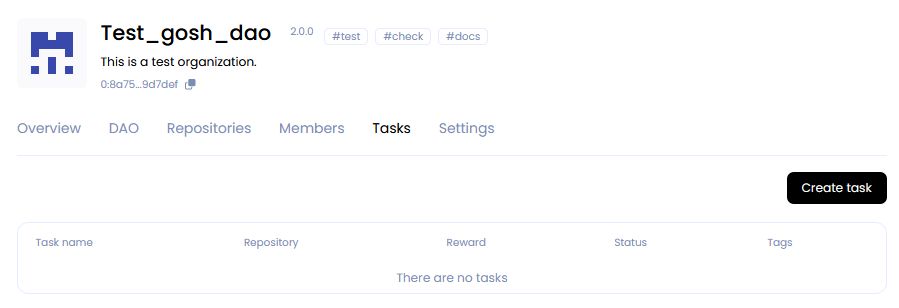 Test_gosh_dao 2.0.0 #test #check #docs
This is a test organization.
0:8a75...9d7def
Overview DAO Repositories Members Tasks Settings
Create task
Task name Repository Reward Status Tags
There are no tasks